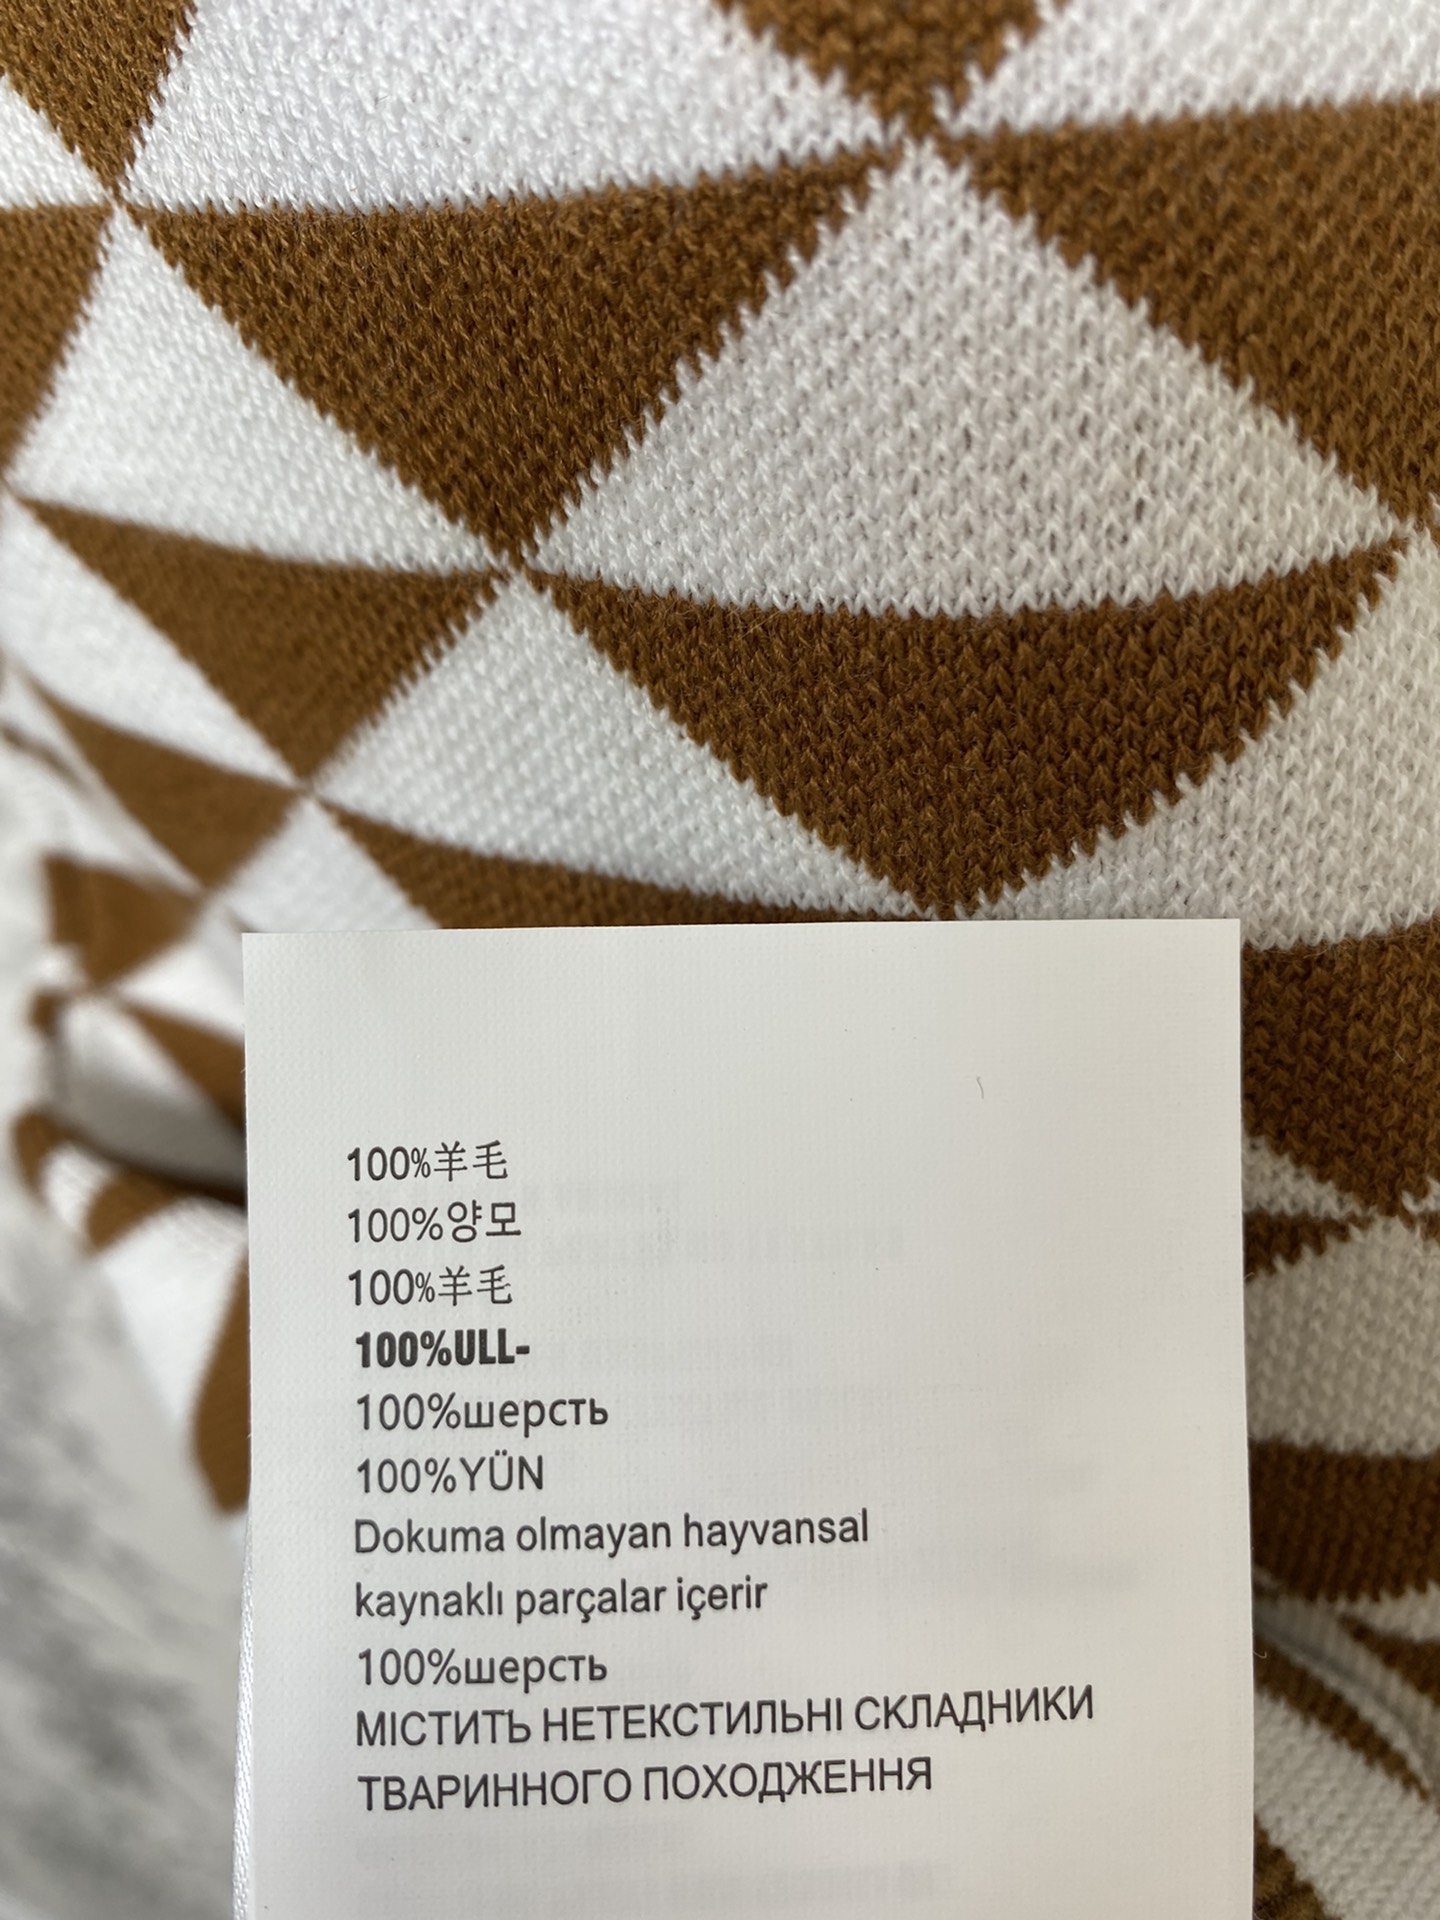 100%羊毛
100%양모
100%羊毛
100%ULL-
100%шерсть
100%YÜN
Dokuma olmayan hayvansal
kaynaklı parçalar içerir
100%шерсть
МІСТИТЬ НЕТЕКСТИЛЬНІ СКЛАДНИКИ
ТВАРИННОГО ПОХОДЖЕННЯ